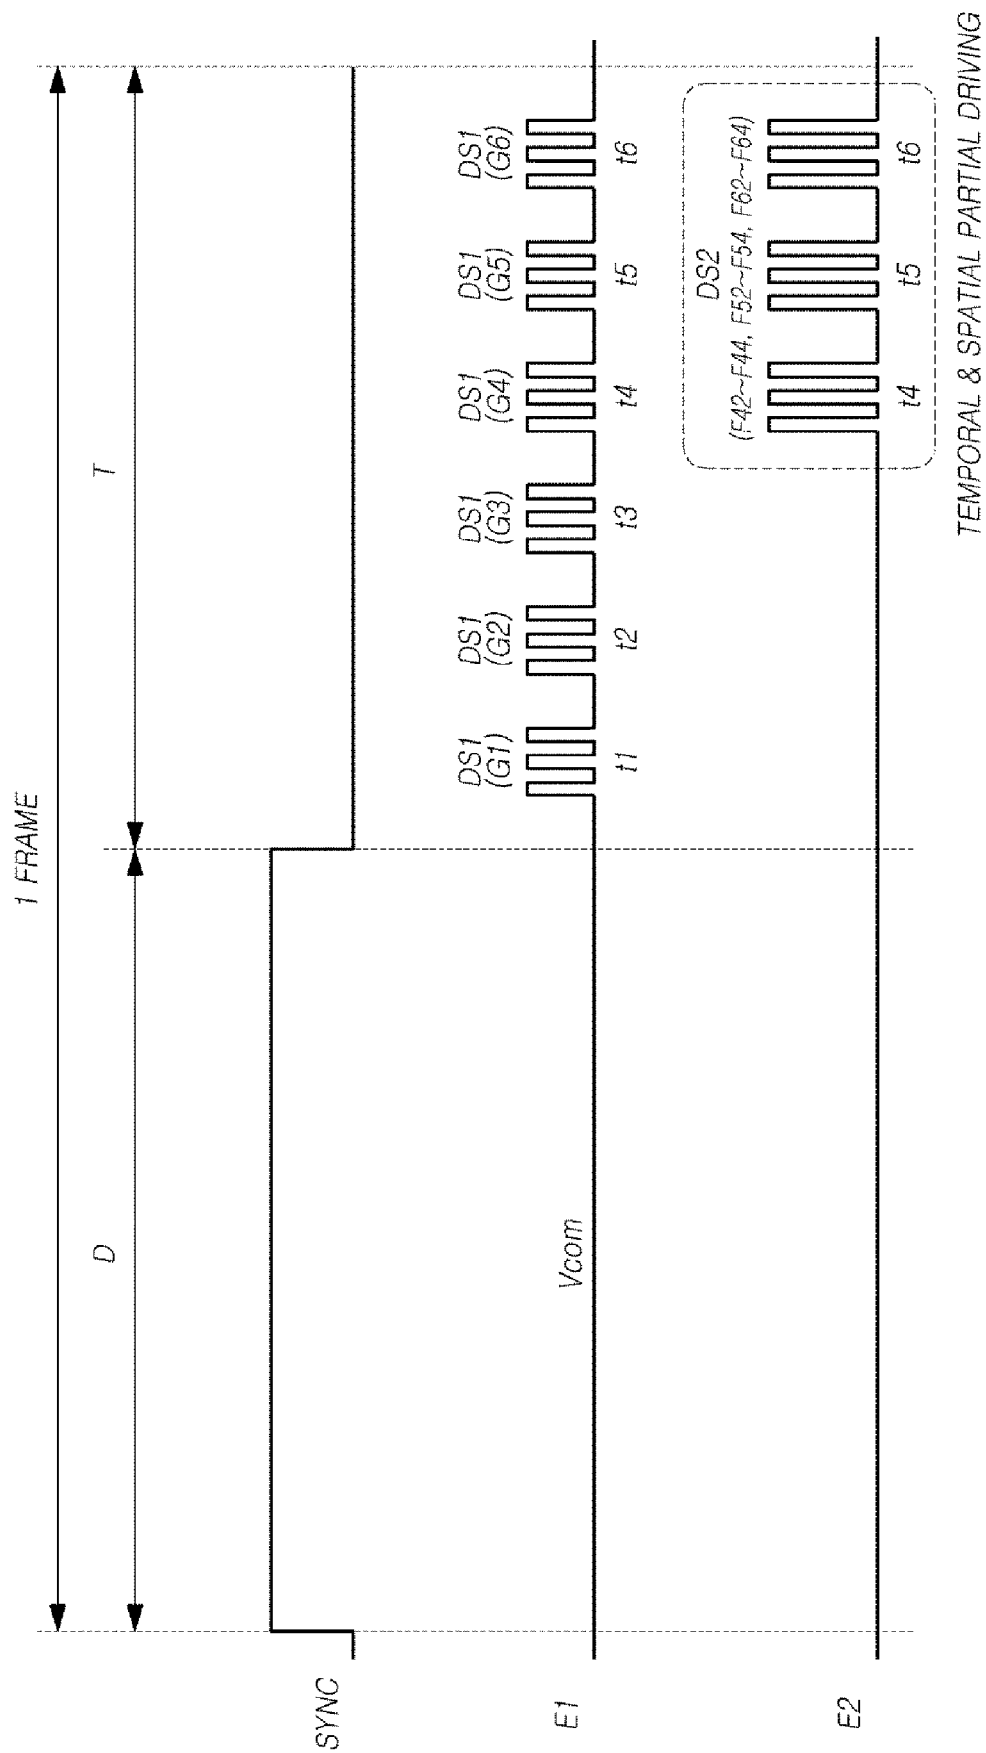 1 FRAME
D
T
SYNC
DS1
(G1)
DS1
(G2)
DS1
(G3)
DS1
(G4)
DS1
(G5)
DS1
(G6)
Vcom
E1
t1
t2
t3
t4
t5
t6
DS2
(F42~F44, F52~F54, F62~F64)
E2
t4
t5
t6
TEMPORAL & SPATIAL PARTIAL DRIVING